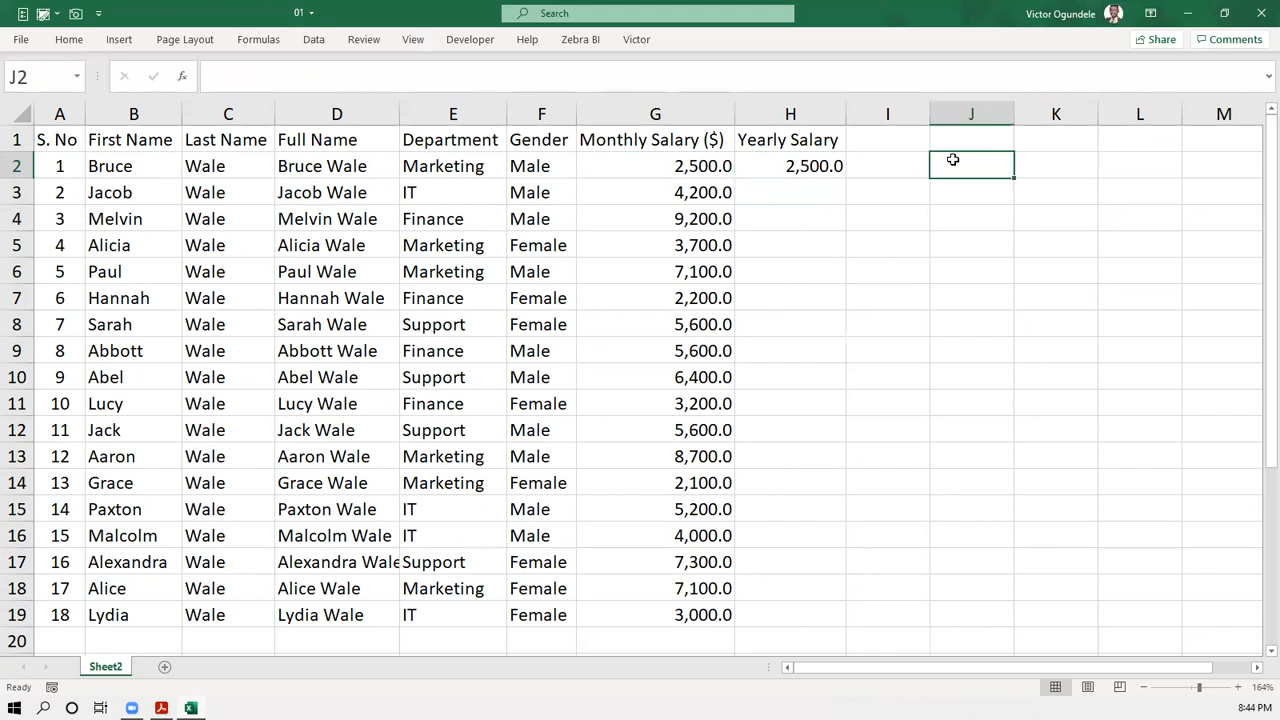 01
Search
Victor Ogundele
File Home Insert Page Layout Formulas Data Review View Developer Help Zebra BI Victor Share Comments
J2 fx
A B C D E F G H I J K L M
1 S. No First Name Last Name Full Name Department Gender Monthly Salary ($) Yearly Salary
2 1 Bruce Wale Bruce Wale Marketing Male 2,500.0 2,500.0
3 2 Jacob Wale Jacob Wale IT Male 4,200.0
4 3 Melvin Wale Melvin Wale Finance Male 9,200.0
5 4 Alicia Wale Alicia Wale Marketing Female 3,700.0
6 5 Paul Wale Paul Wale Marketing Male 7,100.0
7 6 Hannah Wale Hannah Wale Finance Female 2,200.0
8 7 Sarah Wale Sarah Wale Support Female 5,600.0
9 8 Abbott Wale Abbott Wale Finance Male 5,600.0
10 9 Abel Wale Abel Wale Support Male 6,400.0
11 10 Lucy Wale Lucy Wale Finance Female 3,200.0
12 11 Jack Wale Jack Wale Support Male 5,600.0
13 12 Aaron Wale Aaron Wale Marketing Male 8,700.0
14 13 Grace Wale Grace Wale Marketing Female 2,100.0
15 14 Paxton Wale Paxton Wale IT Male 5,200.0
16 15 Malcolm Wale Malcolm Wale IT Male 4,000.0
17 16 Alexandra Wale Alexandra Wale Support Female 7,300.0
18 17 Alice Wale Alice Wale Marketing Female 7,100.0
19 18 Lydia Wale Lydia Wale IT Female 3,000.0
20
Sheet2
Ready 164%
8:44 PM